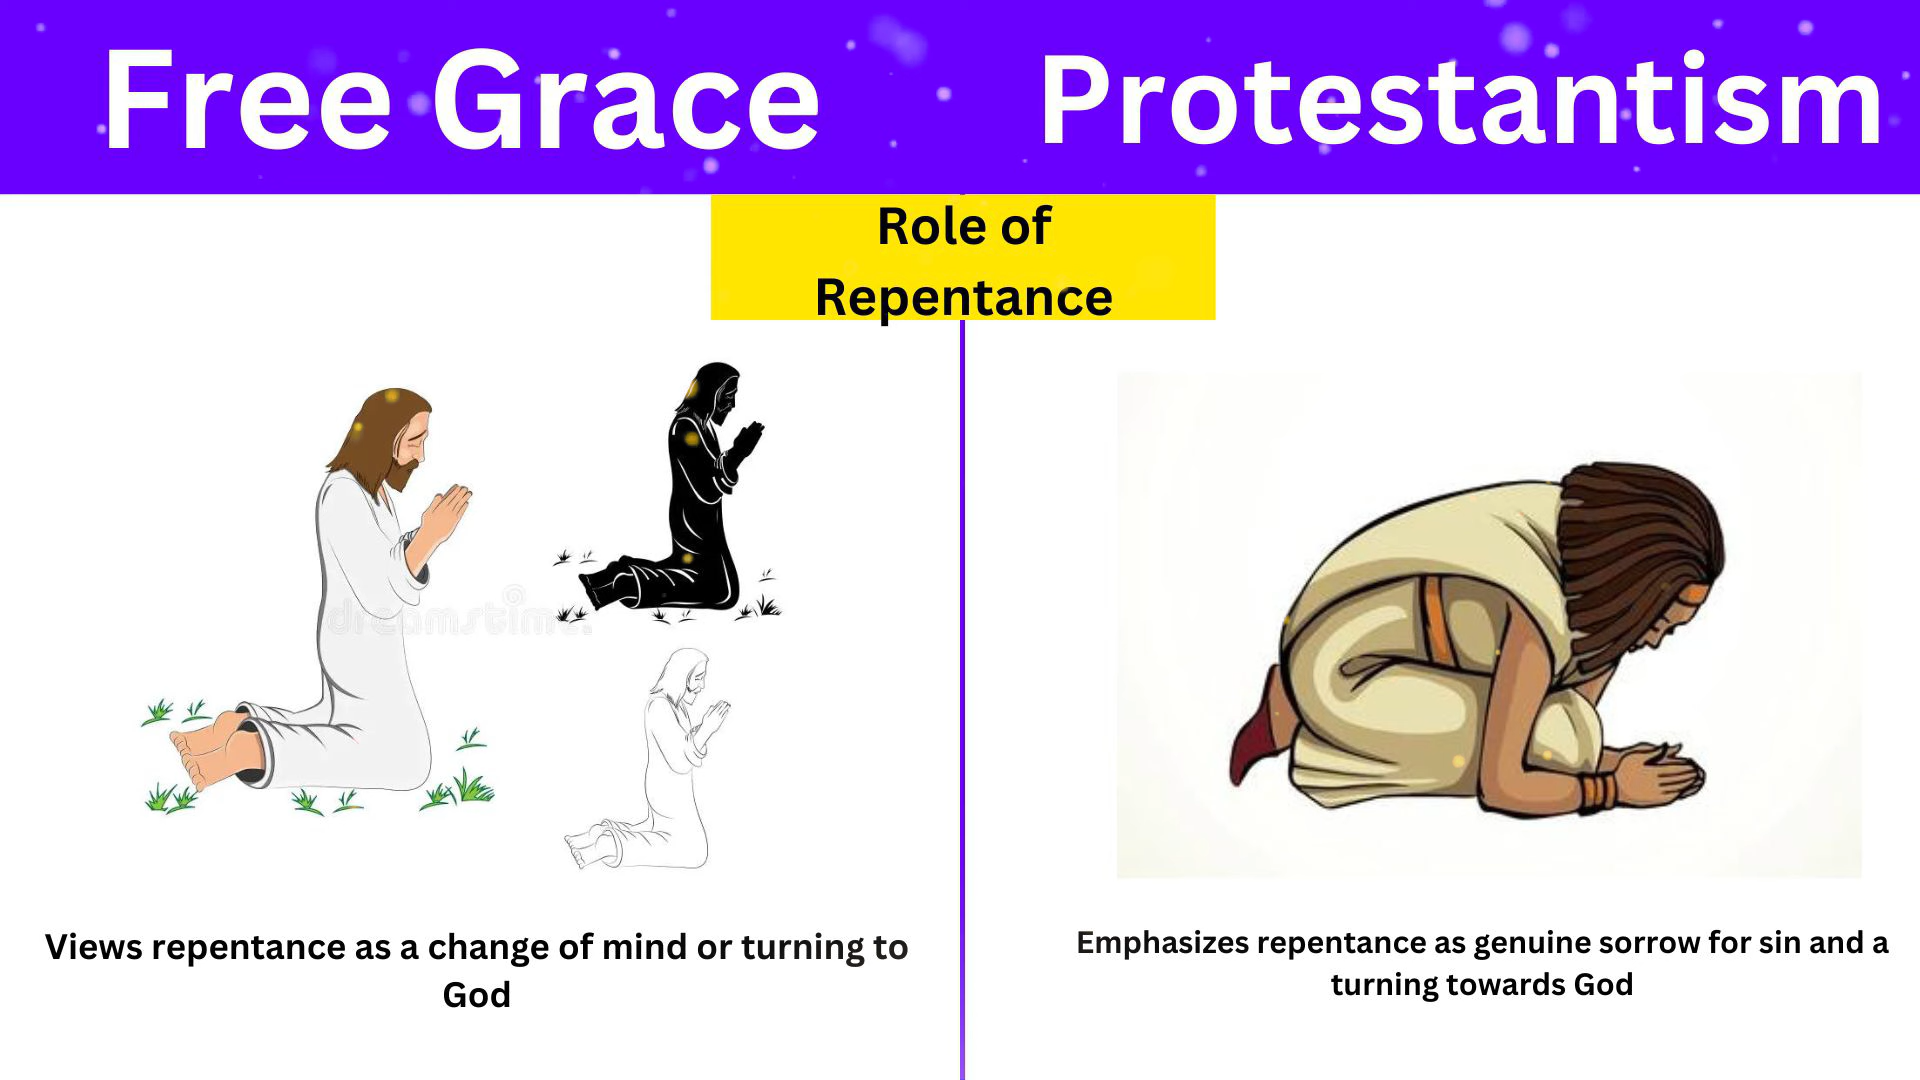 Free Grace
Protestantism
Role of
Repentance
dreamstime.
Views repentance as a change of mind or turning to
God
Emphasizes repentance as genuine sorrow for sin and a
turning towards God